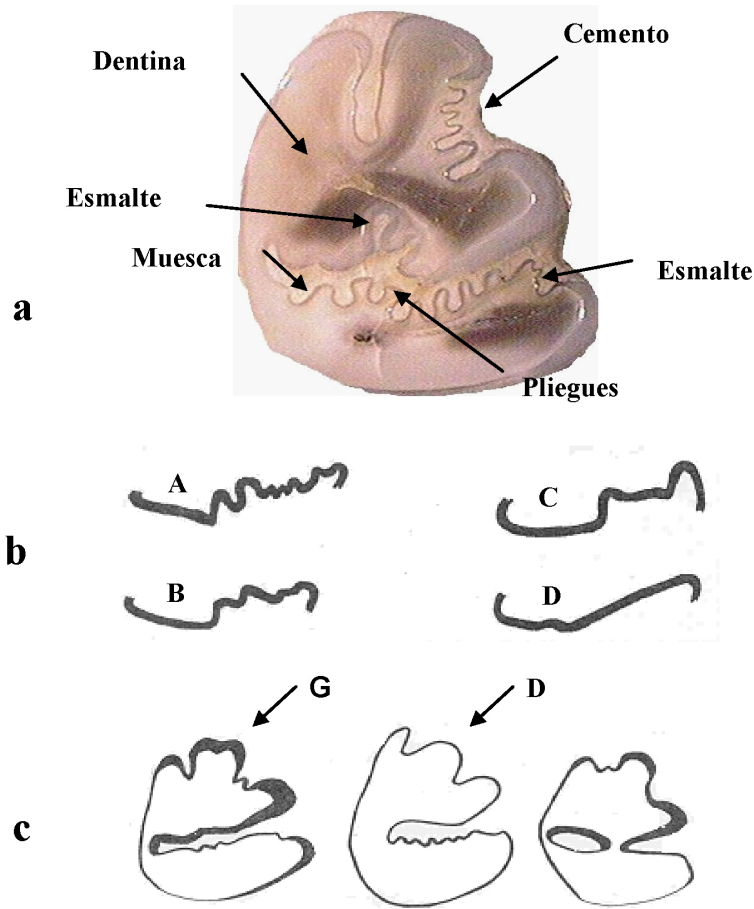 Dentina
Cemento
Esmalte
Muesca
Esmalte
a
Pliegues
A
C
b
B
D
G
D
c